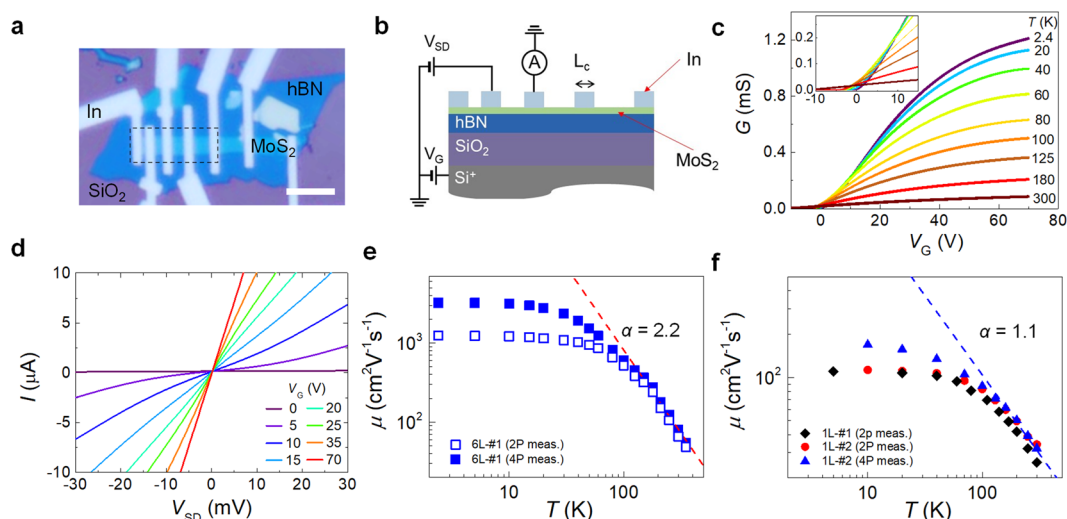 a
hBN
In
MoS2
SiO2
b
VSD
A
Lc
In
hBN
SiO2
VG
Si+
MoS2
c
T (K)
2.4
20
40
60
80
100
125
180
300
1.2
0.8
0.4
0.0
G (mS)
0.2
0.1
0.0
-10 0 10
0 20 40 60 80
VG (V)
d
10
5
0
-5
-10
I (μA)
VG (V)
0 20
5 25
10 35
15 70
-30 -20 -10 0 10 20 30
VSD (mV)
e
α = 2.2
10³
10²
μ (cm²V⁻¹s⁻¹)
6L-#1 (2P meas.)
6L-#1 (4P meas.)
10 100
T (K)
f
α = 1.1
10²
μ (cm²V⁻¹s⁻¹)
1L-#1 (2p meas.)
1L-#2 (2P meas.)
1L-#2 (4P meas.)
10 100
T (K)